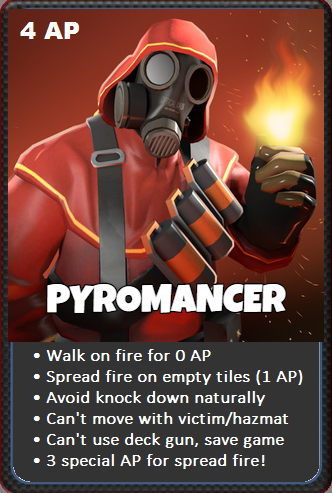 4 AP
PYROMANCER
• Walk on fire for 0 AP
• Spread fire on empty tiles (1 AP)
• Avoid knock down naturally
• Can't move with victim/hazmat
• Can't use deck gun, save game
• 3 special AP for spread fire!